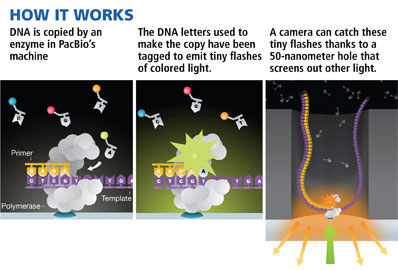 HOW IT WORKS
DNA is copied by an
enzyme in PacBio's
machine
The DNA letters used to
make the copy have been
tagged to emit tiny flashes
of colored light.
A camera can catch these
tiny flashes thanks to a
50-nanometer hole that
screens out other light.
Primer
Template
Polymerase